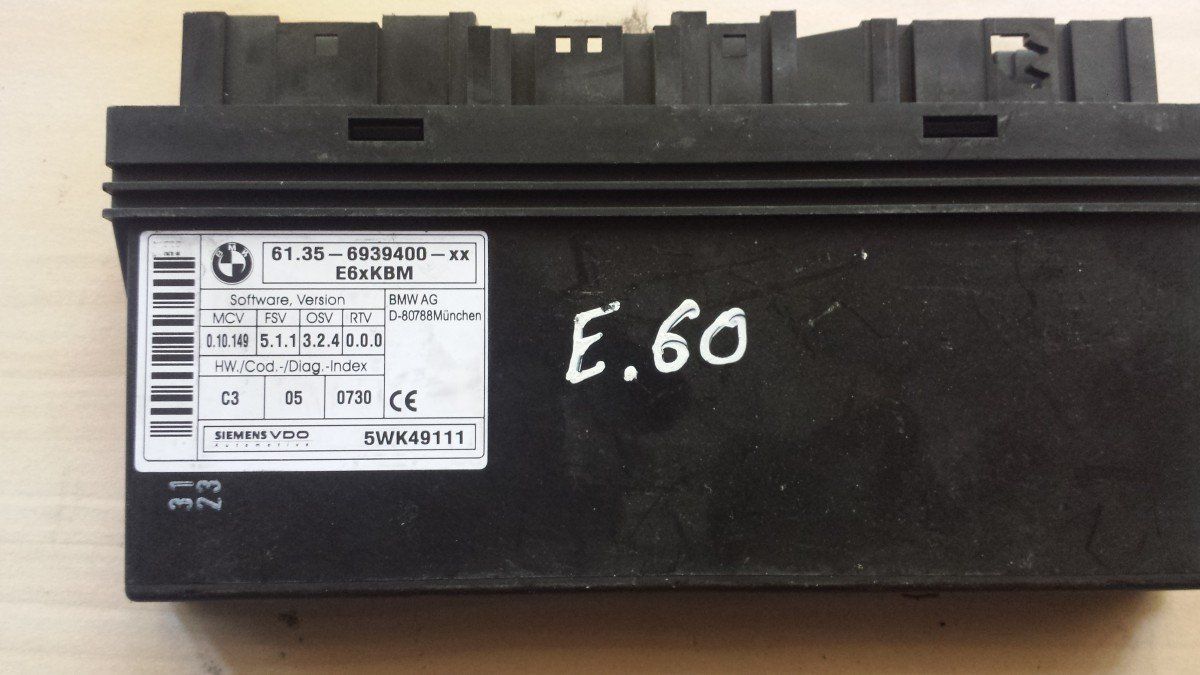 BMW
61.35-6939400-xx
E6xKBM
Software, Version
MCV FSV OSV RTV
0.10.149 5.1.1 3.2.4 0.0.0
BMW AG
D-80788München
HW./Cod.-/Diag.-Index
C3 05 0730
CE
SIEMENS VDO
Automotive
5WK49111
E.60
31
23